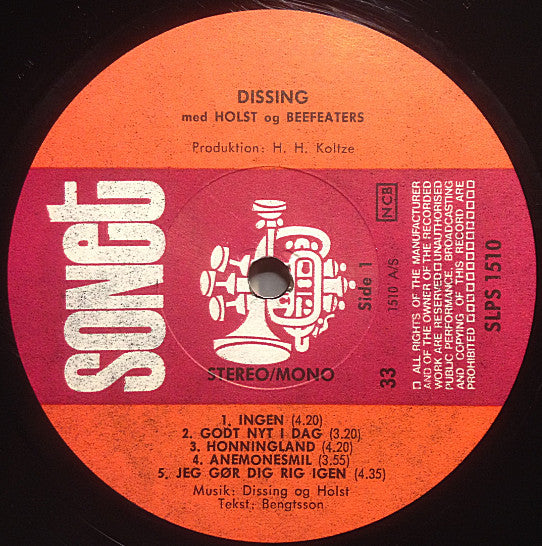 DISSING
med HOLST og BEEFEATERS
Produktion: H. H. Koltze
SONET
NCB
Side 1
1510 A/S
STEREO/MONO
33
ALL RIGHTS OF THE MANUFACTURER
AND OF THE OWNER OF THE RECORDED
WORK ARE RESERVED UNAUTHORISED
PUBLIC PERFORMANCE, BROADCASTING
AND COPYING OF THIS RECORD ARE
PROHIBITED
SLPS 1510
1. INGEN (4.20)
2. GODT NYT I DAG (3.20)
3. HONNINGLAND (4.20)
4. ANEMONESMIL (3.55)
5. JEG GØR DIG RIG IGEN (4.35)
Musik: Dissing og Holst
Tekst: Bengtsson